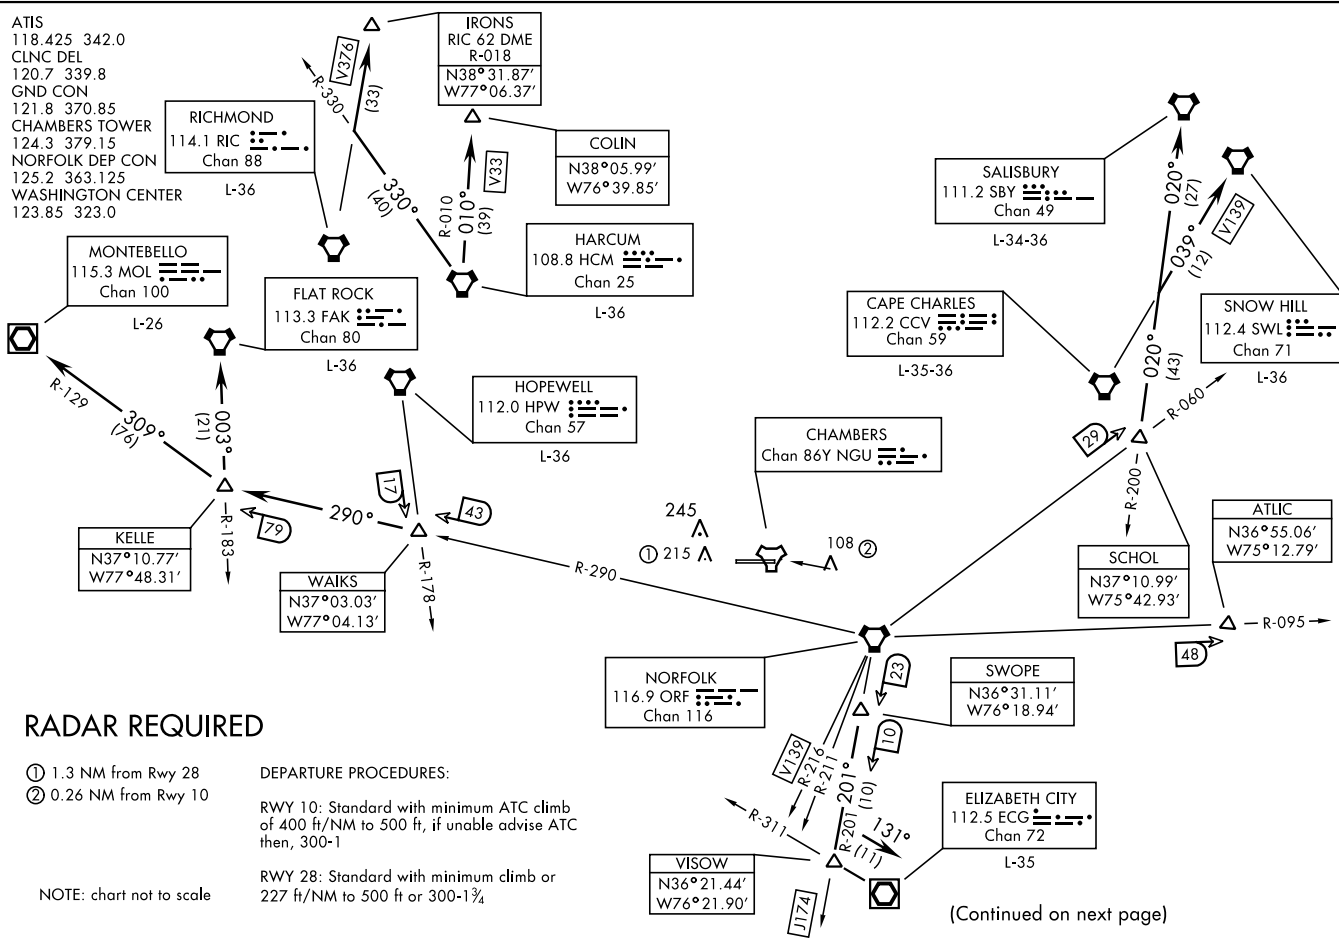 ATIS
118.425 342.0
CLNC DEL
120.7 339.8
GND CON
121.8 370.85
CHAMBERS TOWER
124.3 379.15
NORFOLK DEP CON
125.2 363.125
WASHINGTON CENTER
123.85 323.0
IRONS
RIC 62 DME
R-018
N38°31.87′
W77°06.37′
V376
(33)
R-330
RICHMOND
114.1 RIC
Chan 88
L-36
COLIN
N38°05.99′
W76°39.85′
V33
R-010
010°
(39)
330°
(40)
HARCUM
108.8 HCM
Chan 25
L-36
MONTEBELLO
115.3 MOL
Chan 100
L-26
FLAT ROCK
113.3 FAK
Chan 80
L-36
HOPEWELL
112.0 HPW
Chan 57
L-36
R-129
309°
(76)
003°
(21)
KELLE
N37°10.77′
W77°48.31′
R-183
79
290°
17
43
WAIKS
N37°03.03′
W77°04.13′
R-178
R-290
SALISBURY
111.2 SBY
Chan 49
L-34-36
020°
(27)
V139
039°
(12)
CAPE CHARLES
112.2 CCV
Chan 59
L-35-36
SNOW HILL
112.4 SWL
Chan 71
L-36
020°
(43)
R-060
29
R-200
CHAMBERS
Chan 86Y NGU
245
① 215
108 ②
SCHOL
N37°10.99′
W75°42.93′
ATLIC
N36°55.06′
W75°12.79′
R-095
48
NORFOLK
116.9 ORF
Chan 116
23
SWOPE
N36°31.11′
W76°18.94′
10
V139
R-216
R-211
201°
(10)
R-201
R-311
131°
(11)
ELIZABETH CITY
112.5 ECG
Chan 72
L-35
VISOW
N36°21.44′
W76°21.90′
J174
RADAR REQUIRED
① 1.3 NM from Rwy 28
② 0.26 NM from Rwy 10
NOTE: chart not to scale
DEPARTURE PROCEDURES:
RWY 10: Standard with minimum ATC climb
of 400 ft/NM to 500 ft, if unable advise ATC
then, 300-1
RWY 28: Standard with minimum climb or
227 ft/NM to 500 ft or 300-1¾
(Continued on next page)